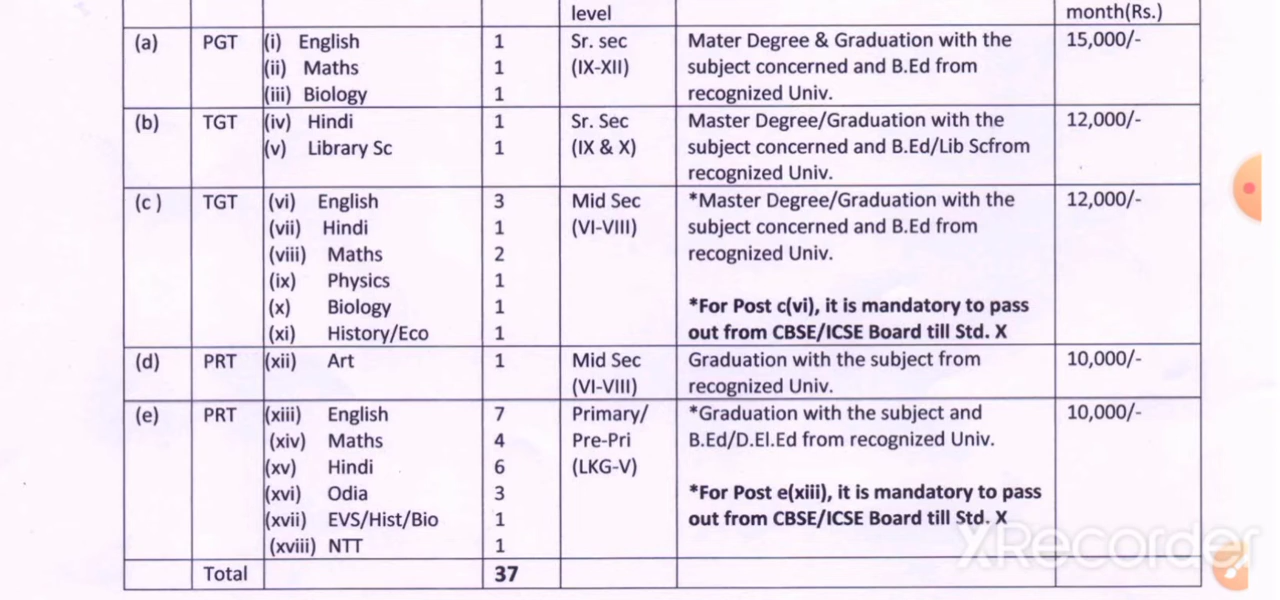 level month(Rs.)
(a) PGT (i) English 1 Sr. sec Mater Degree & Graduation with the 15,000/-
(ii) Maths 1 (IX-XII) subject concerned and B.Ed from
(iii) Biology 1 recognized Univ.
(b) TGT (iv) Hindi 1 Sr. Sec Master Degree/Graduation with the 12,000/-
(v) Library Sc 1 (IX & X) subject concerned and B.Ed/Lib Scfrom
recognized Univ.
(c ) TGT (vi) English 3 Mid Sec *Master Degree/Graduation with the 12,000/-
(vii) Hindi 1 (VI-VIII) subject concerned and B.Ed from
(viii) Maths 2 recognized Univ.
(ix) Physics 1
(x) Biology 1 *For Post c(vi), it is mandatory to pass
(xi) History/Eco 1 out from CBSE/ICSE Board till Std. X
(d) PRT (xii) Art 1 Mid Sec Graduation with the subject from 10,000/-
(VI-VIII) recognized Univ.
(e) PRT (xiii) English 7 Primary/ *Graduation with the subject and 10,000/-
(xiv) Maths 4 Pre-Pri B.Ed/D.El.Ed from recognized Univ.
(xv) Hindi 6 (LKG-V)
(xvi) Odia 3 *For Post e(xiii), it is mandatory to pass
(xvii) EVS/Hist/Bio 1 out from CBSE/ICSE Board till Std. X
(xviii) NTT 1
XRecorder
Total 37